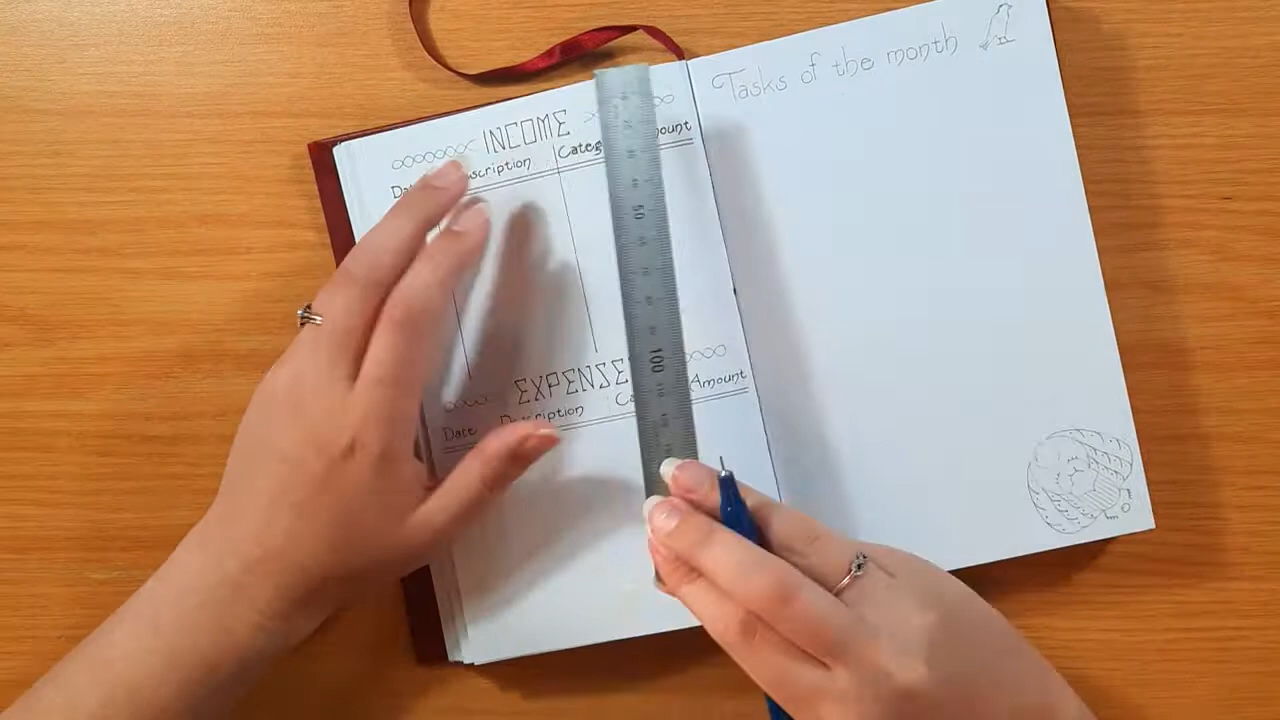 INCOME
Description Amount
EXPENSE
Date Description Amount
Tasks of the month
50
100